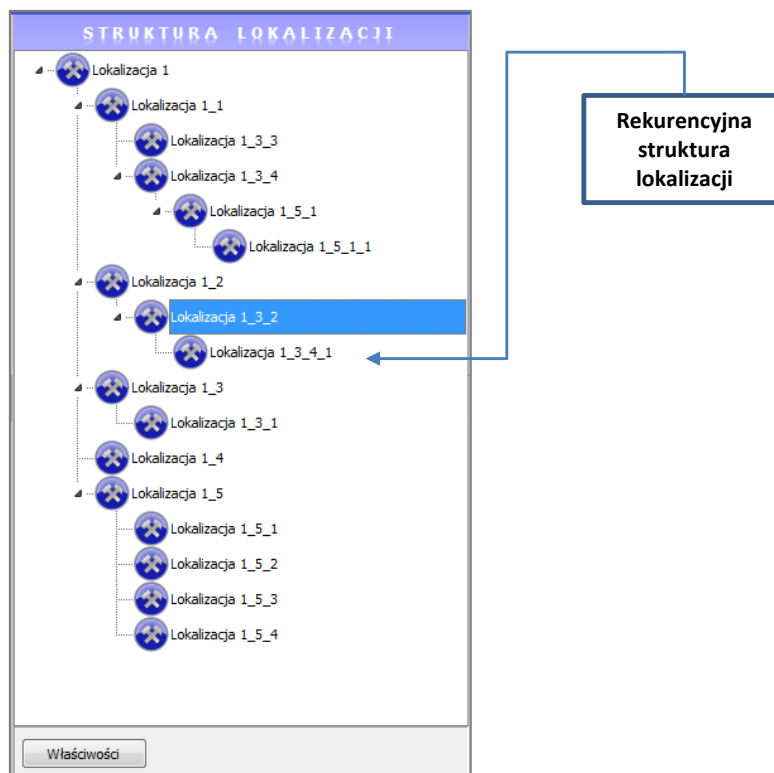 STRUKTURA LOKALIZACJI
Lokalizacja 1
Lokalizacja 1_1
Lokalizacja 1_3_3
Lokalizacja 1_3_4
Lokalizacja 1_5_1
Lokalizacja 1_5_1_1
Lokalizacja 1_2
Lokalizacja 1_3_2
Lokalizacja 1_3_4_1
Lokalizacja 1_3
Lokalizacja 1_3_1
Lokalizacja 1_4
Lokalizacja 1_5
Lokalizacja 1_5_1
Lokalizacja 1_5_2
Lokalizacja 1_5_3
Lokalizacja 1_5_4
Właściwości
Rekurencyjna
struktura
lokalizacji